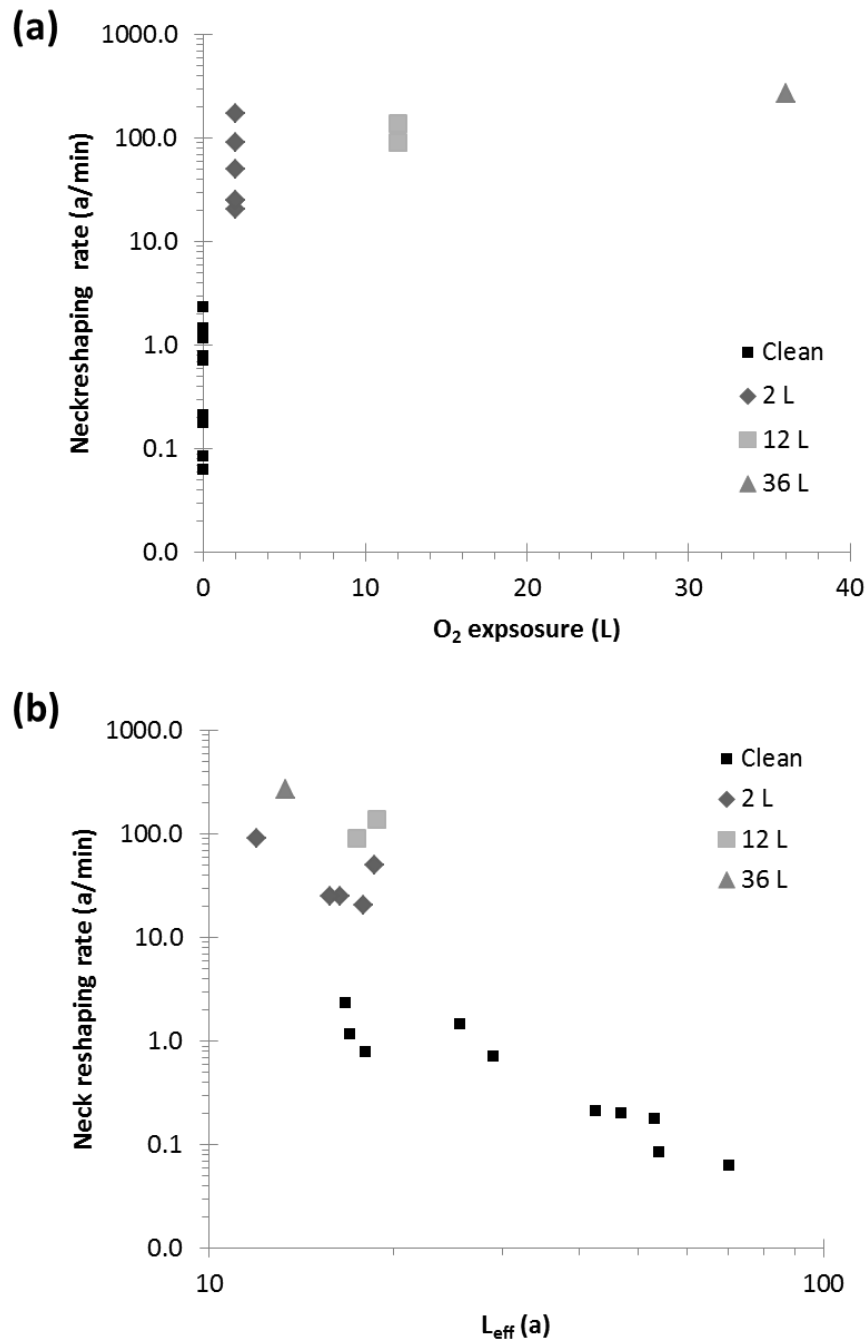 (a)
1000.0
100.0
10.0
1.0
0.1
0.0
Neckreshaping rate (a/min)
Clean
2 L
12 L
36 L
0 10 20 30 40
O₂ expsosure (L)
(b)
1000.0
100.0
10.0
1.0
0.1
0.0
Neck reshaping rate (a/min)
Clean
2 L
12 L
36 L
10 100
L_eff (a)